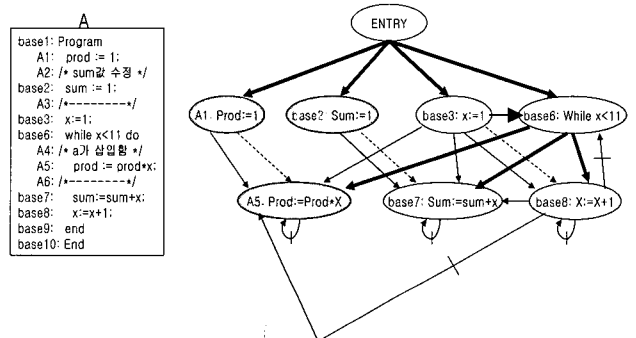 A
base1: Program
A1: prod := 1;
A2: /* sum값 수정 */
base2: sum := 1;
A3: /*---------*/
base3: x:=1;
base6: while x<11 do
A4: /* a가 삽입함 */
A5: prod := prod*x;
A6: /*---------*/
base7: sum:=sum+x;
base8: x:=x+1;
base9: end
base10: End
ENTRY
A1. Prod:=1
base2: Sum:=1
base3: x:=1
base6: While x<11
A5. Prod:=Prod*X
base7: Sum:=sum+x
base8: X:=X+1